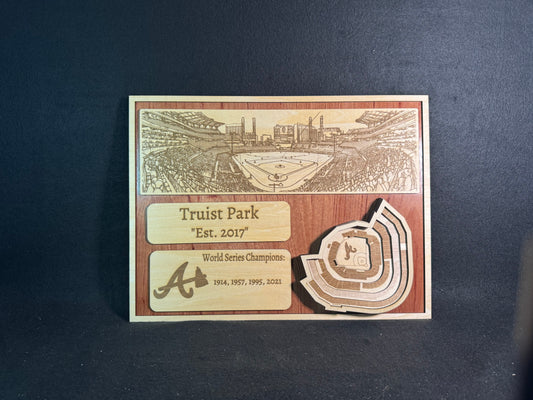 Truist Park
"Est. 2017"
World Series Champions:
A
1914, 1957, 1995, 2021
A